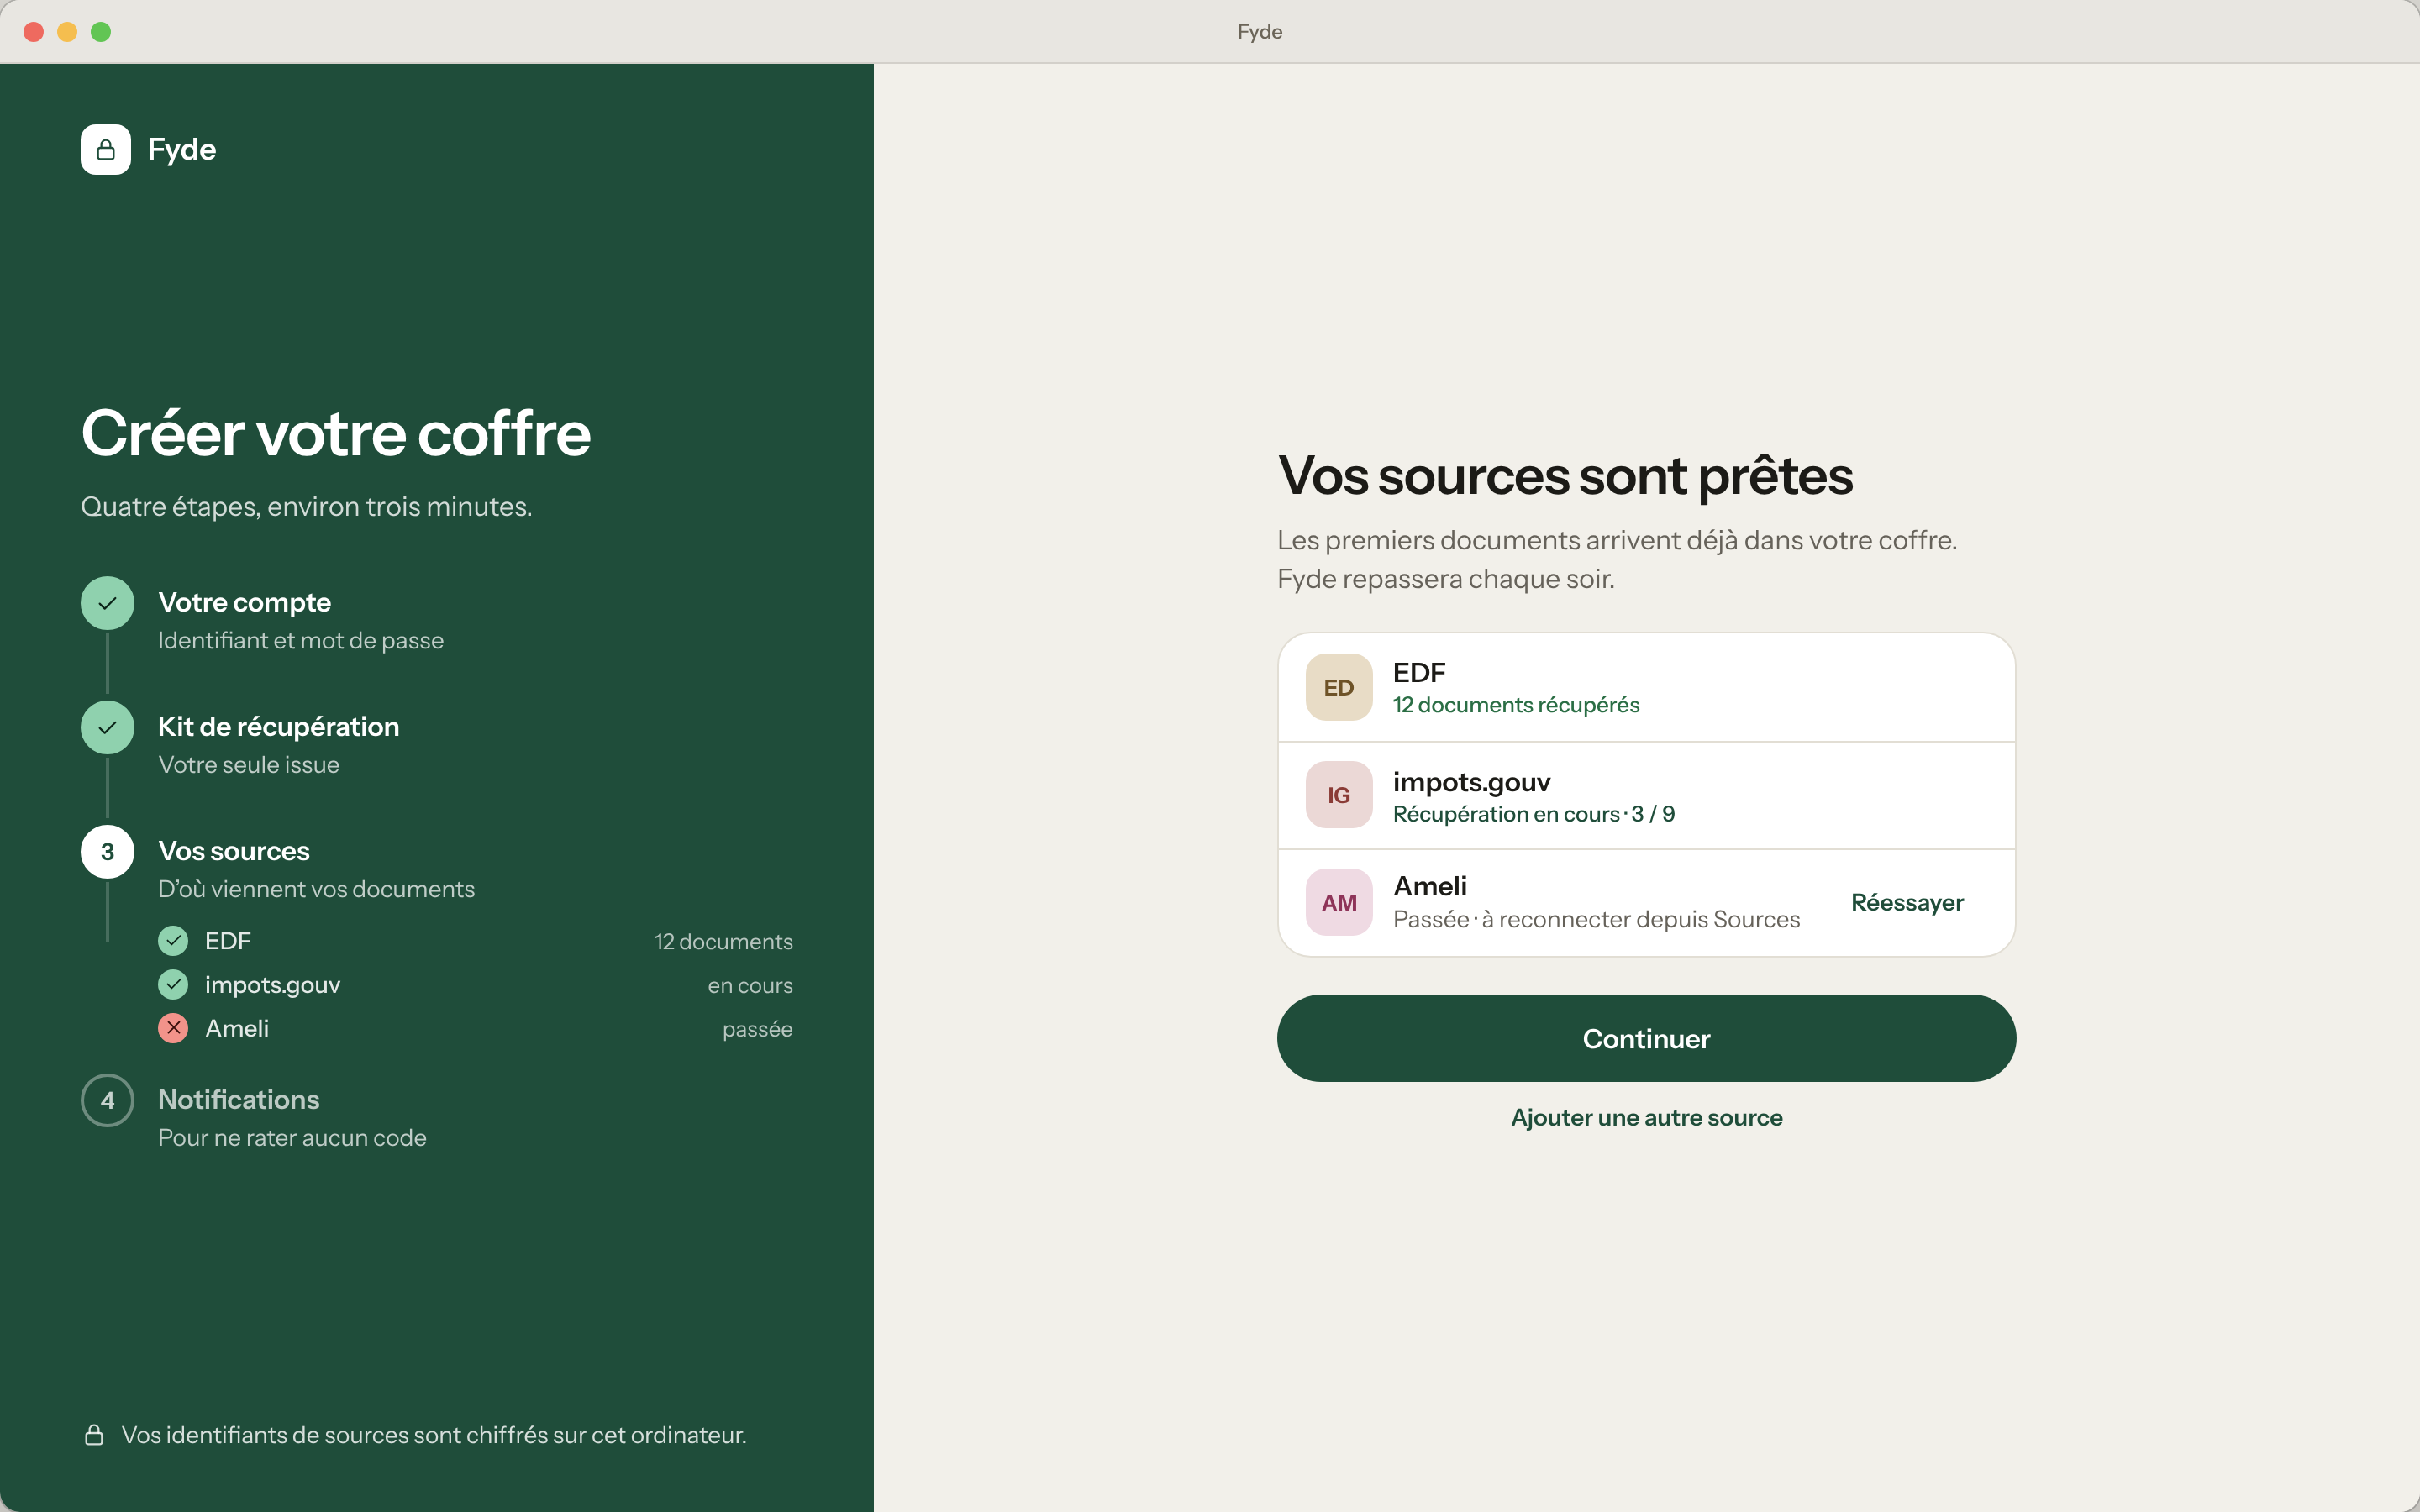 Fyde
Fyde
Créer votre coffre
Quatre étapes, environ trois minutes.
Votre compte
Identifiant et mot de passe
Kit de récupération
Votre seule issue
3
Vos sources
D'où viennent vos documents
EDF 12 documents
impots.gouv en cours
Ameli passée
4
Notifications
Pour ne rater aucun code
Vos identifiants de sources sont chiffrés sur cet ordinateur.
Vos sources sont prêtes
Les premiers documents arrivent déjà dans votre coffre.
Fyde repassera chaque soir.
ED
EDF
12 documents récupérés
IG
impots.gouv
Récupération en cours · 3 / 9
AM
Ameli
Passée · à reconnecter depuis Sources
Réessayer
Continuer
Ajouter une autre source